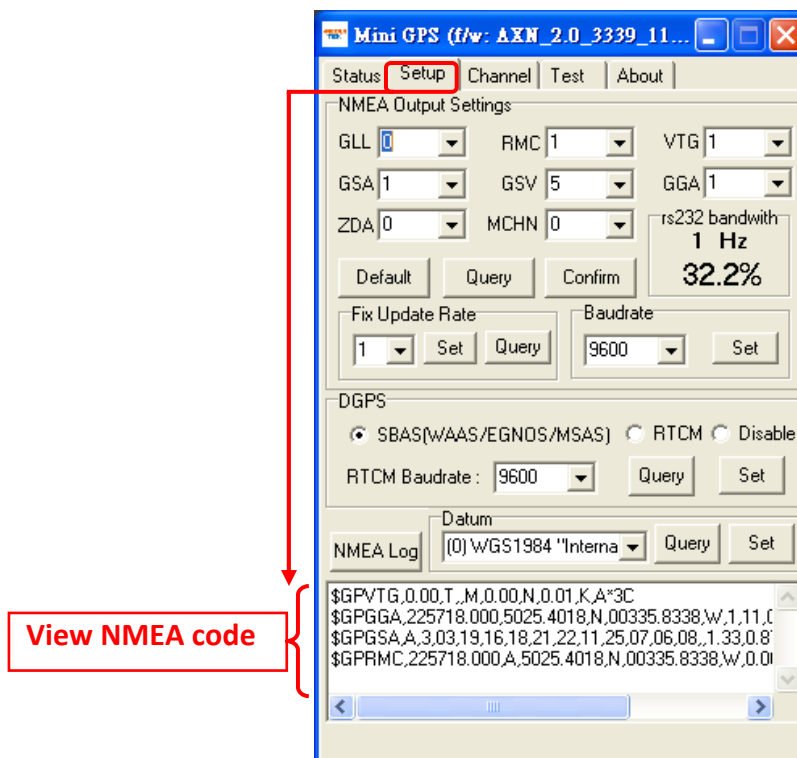 Mini GPS (f/w: AXN_2.0_3339_11...
Status Setup Channel Test About
NMEA Output Settings
GLL 0 RMC 1 VTG 1
GSA 1 GSV 5 GGA 1
ZDA 0 MCHN 0 rs232 bandwith
1 Hz
32.2%
Default Query Confirm
Fix Update Rate Baudrate
1 Set Query 9600 Set
DGPS
SBAS(WAAS/EGNOS/MSAS) RTCM Disable
RTCM Baudrate : 9600 Query Set
Datum
NMEA Log (0) WGS1984 "Interna Query Set
$GPVTG,0.00,T,,M,0.00,N,0.01,K,A*3C
$GPGGA,225718.000,5025.4018,N,00335.8338,W,1,11,0
$GPGSA,A,3,03,19,16,18,21,22,11,25,07,06,08,,1.33,0.8
$GPRMC,225718.000,A,5025.4018,N,00335.8338,W,0.0
View NMEA code